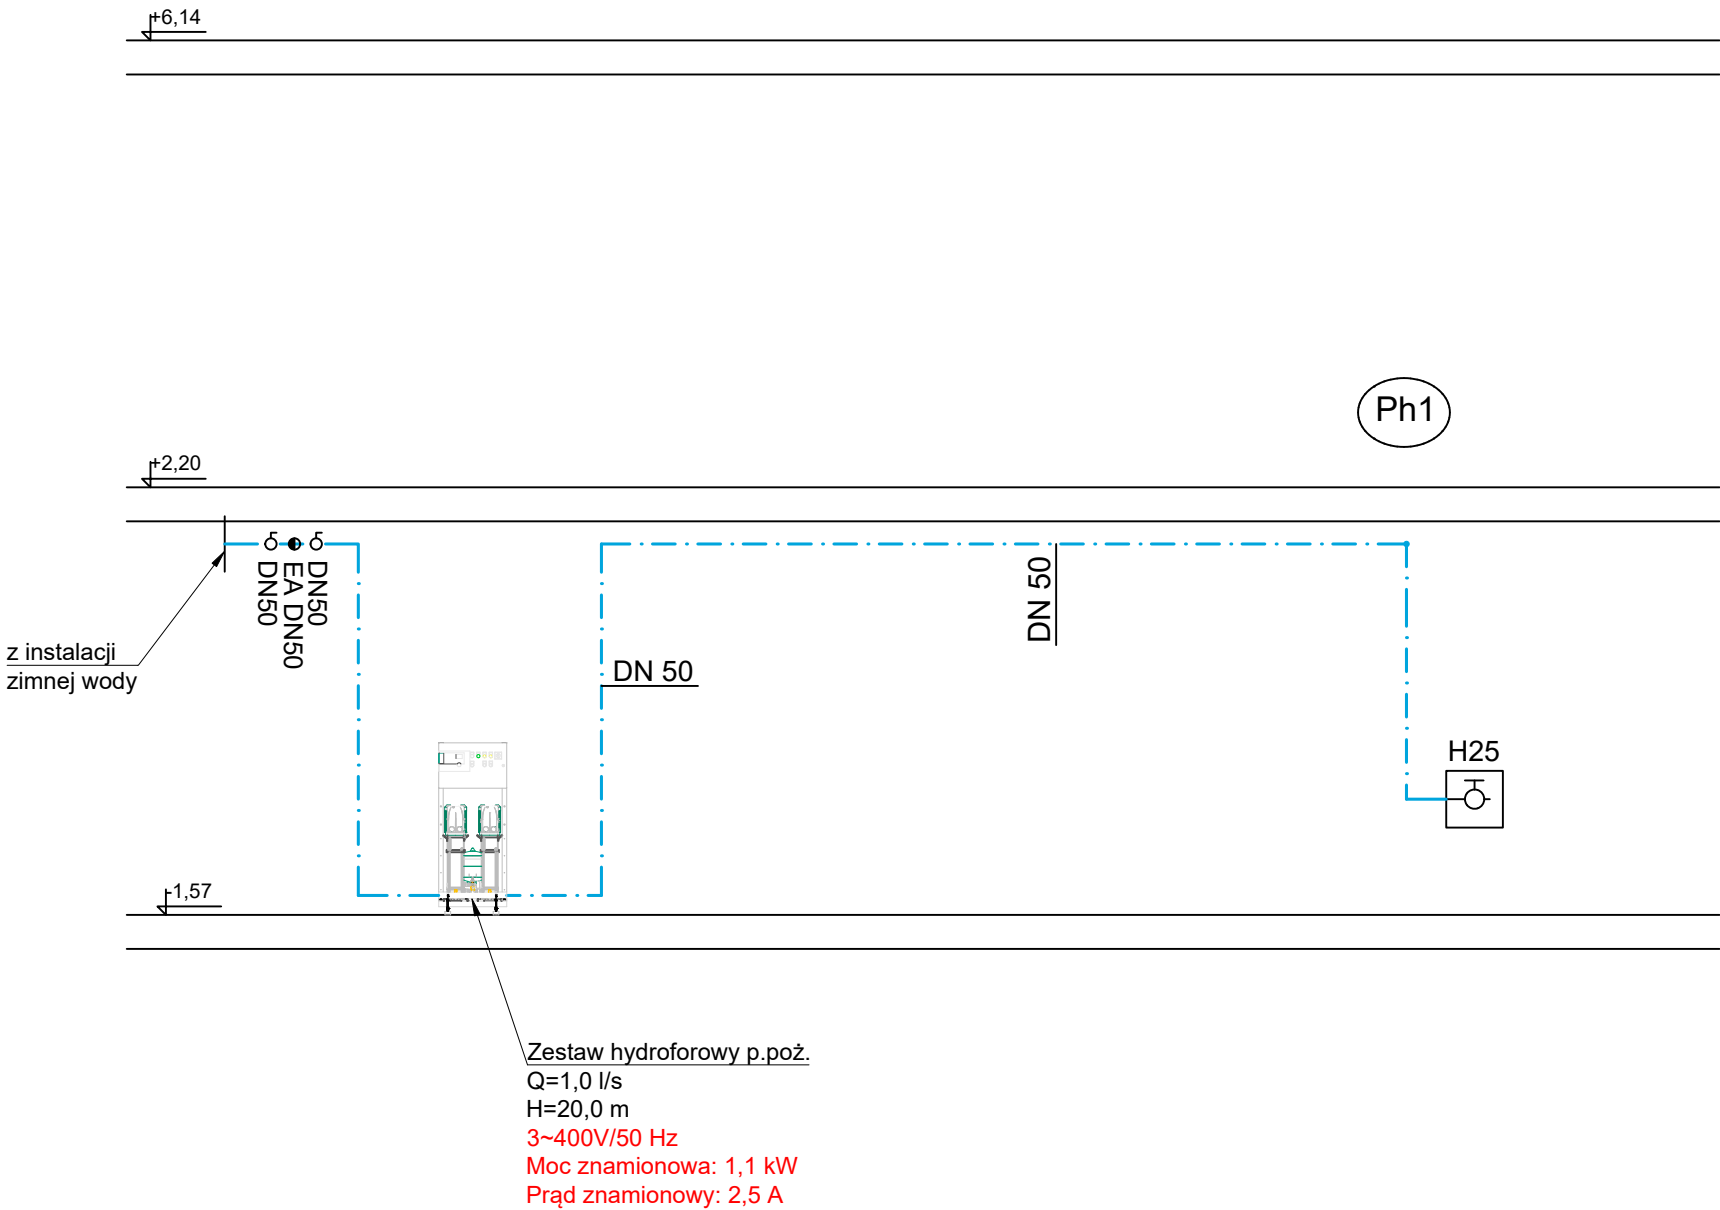 +6,14
Ph1
+2,20
DN50
EA DN50
DN50
z instalacji
zimnej wody
DN 50
DN 50
H25
-1,57
Zestaw hydroforowy p.poż.
Q=1,0 l/s
H=20,0 m
3~400V/50 Hz
Moc znamionowa: 1,1 kW
Prąd znamionowy: 2,5 A